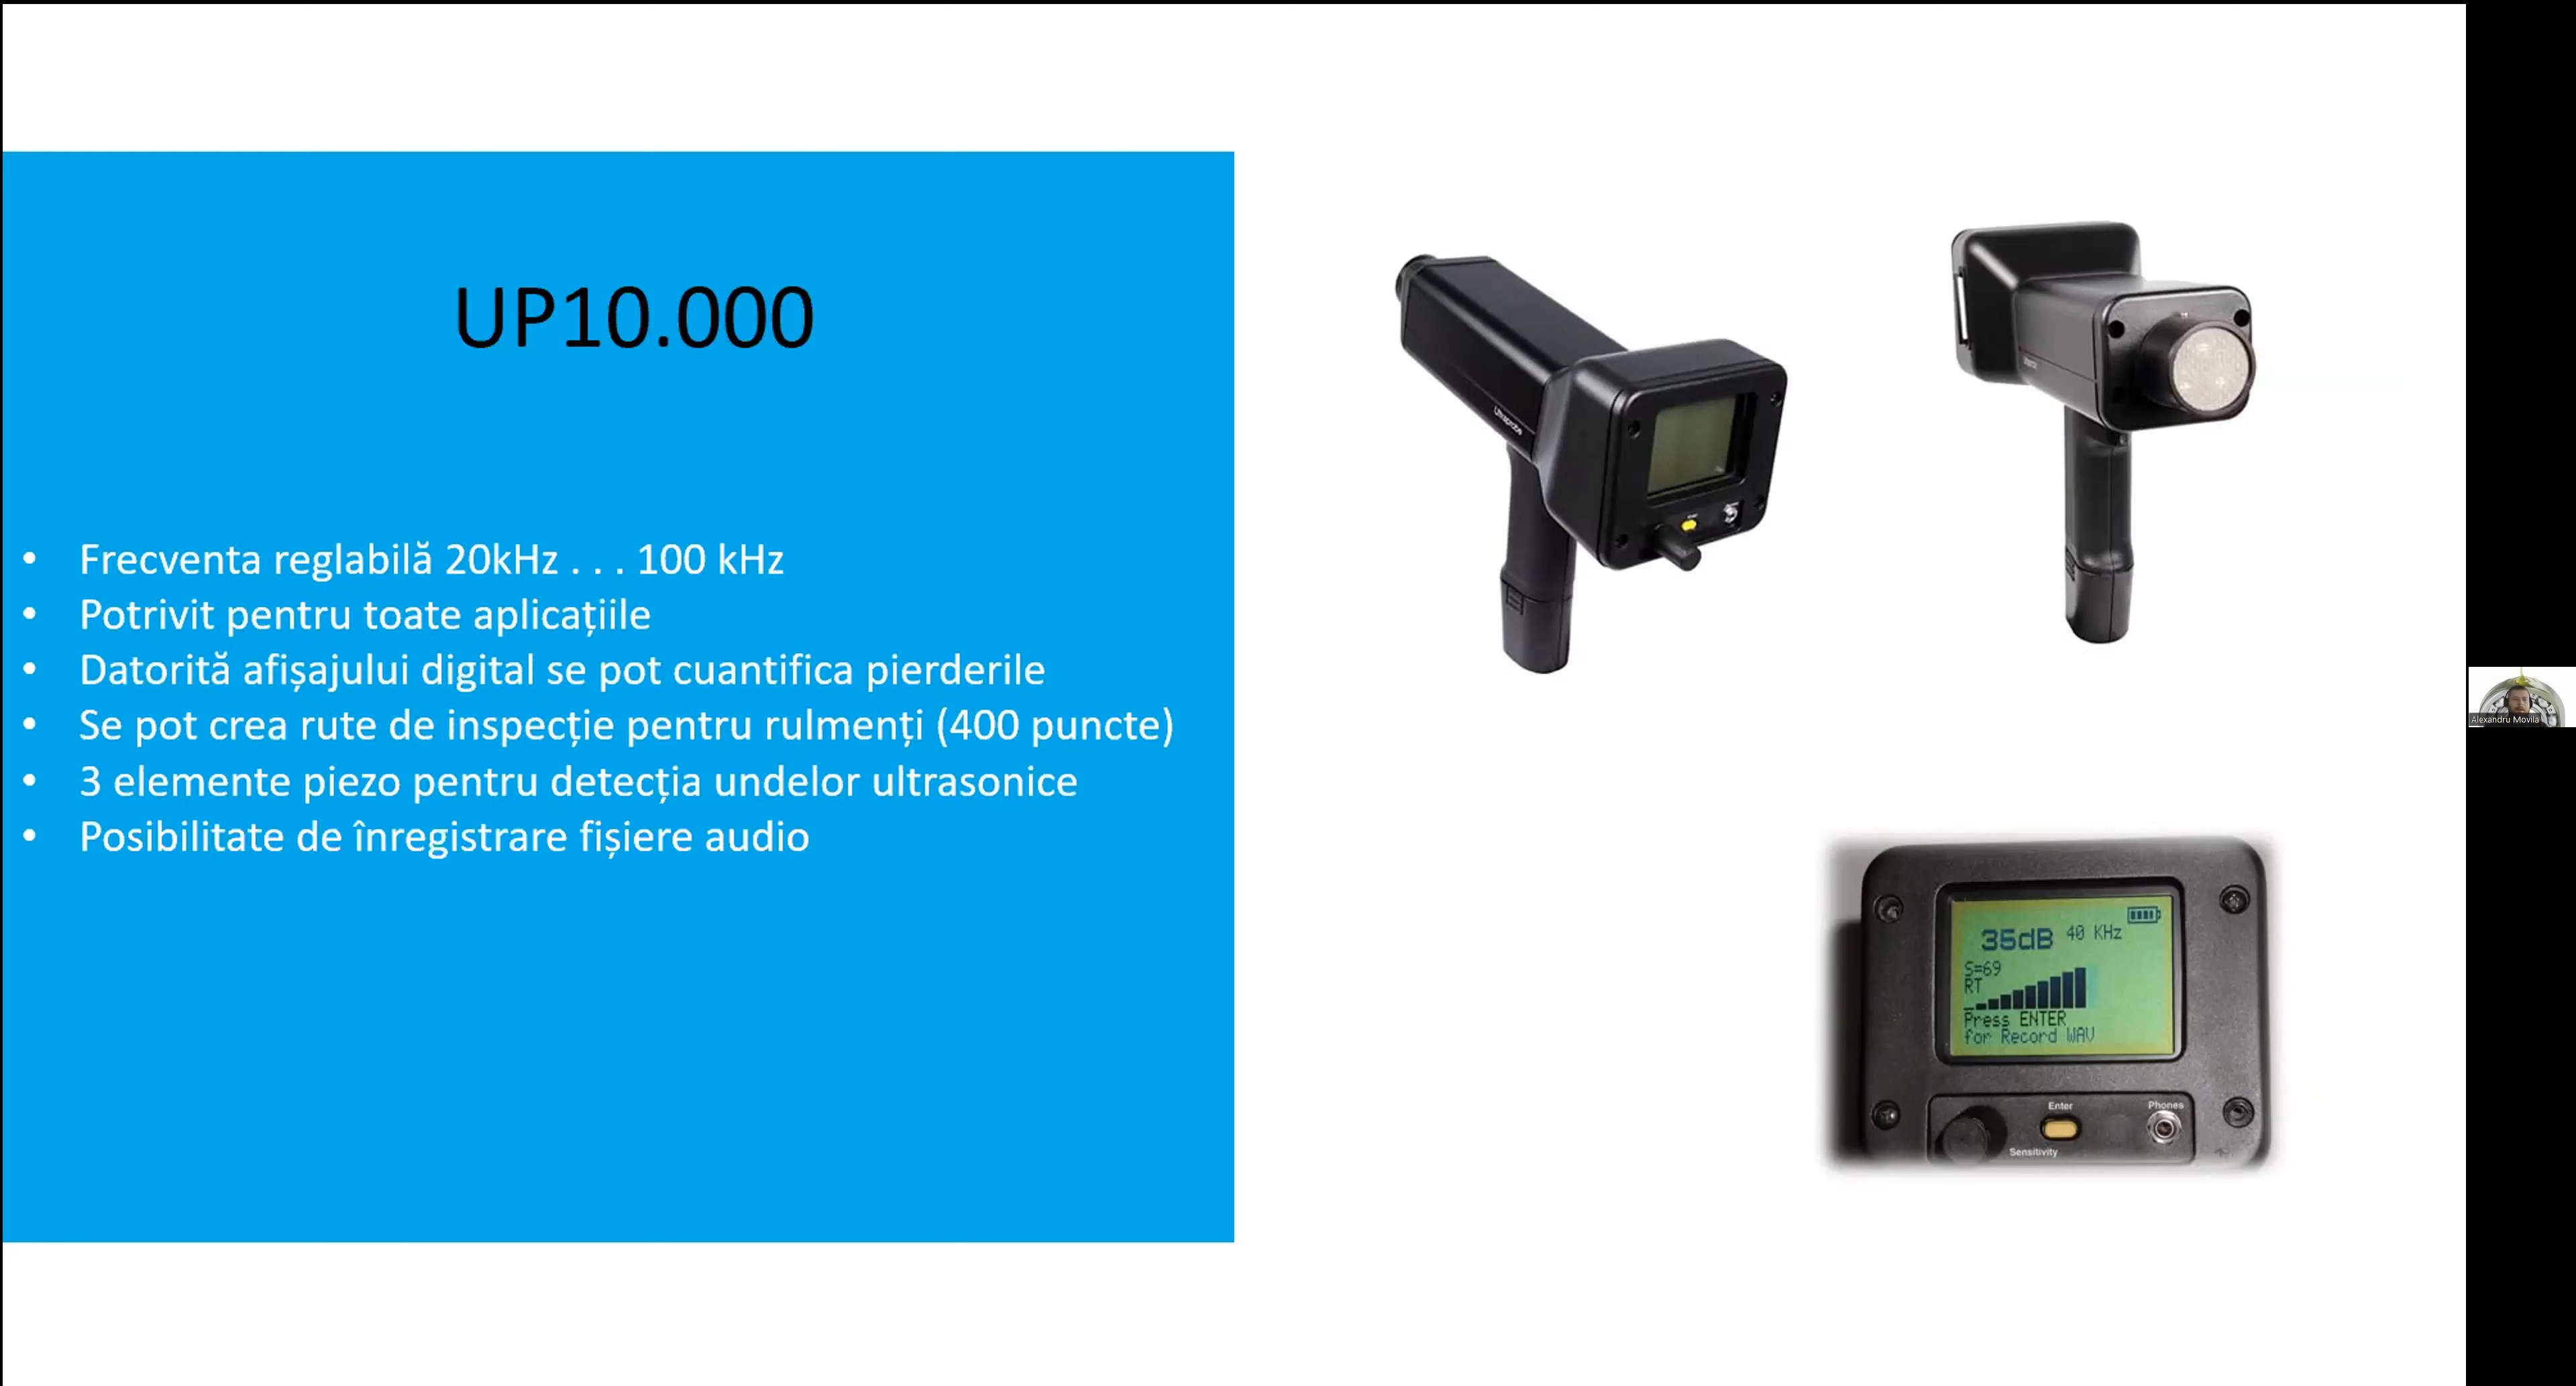 UP10.000
• Frecventa reglabilă 20kHz . . . 100 kHz
• Potrivit pentru toate aplicațiile
• Datorită afișajului digital se pot cuantifica pierderile
• Se pot crea rute de inspecție pentru rulmenți (400 puncte)
• 3 elemente piezo pentru detecția undelor ultrasonice
• Posibilitate de înregistrare fișiere audio
Ultraprobe
35dB 40 KHz
S=69
RT
Press ENTER
for Record WAV
Enter
Phones
Sensitivity
Alexandru Movila